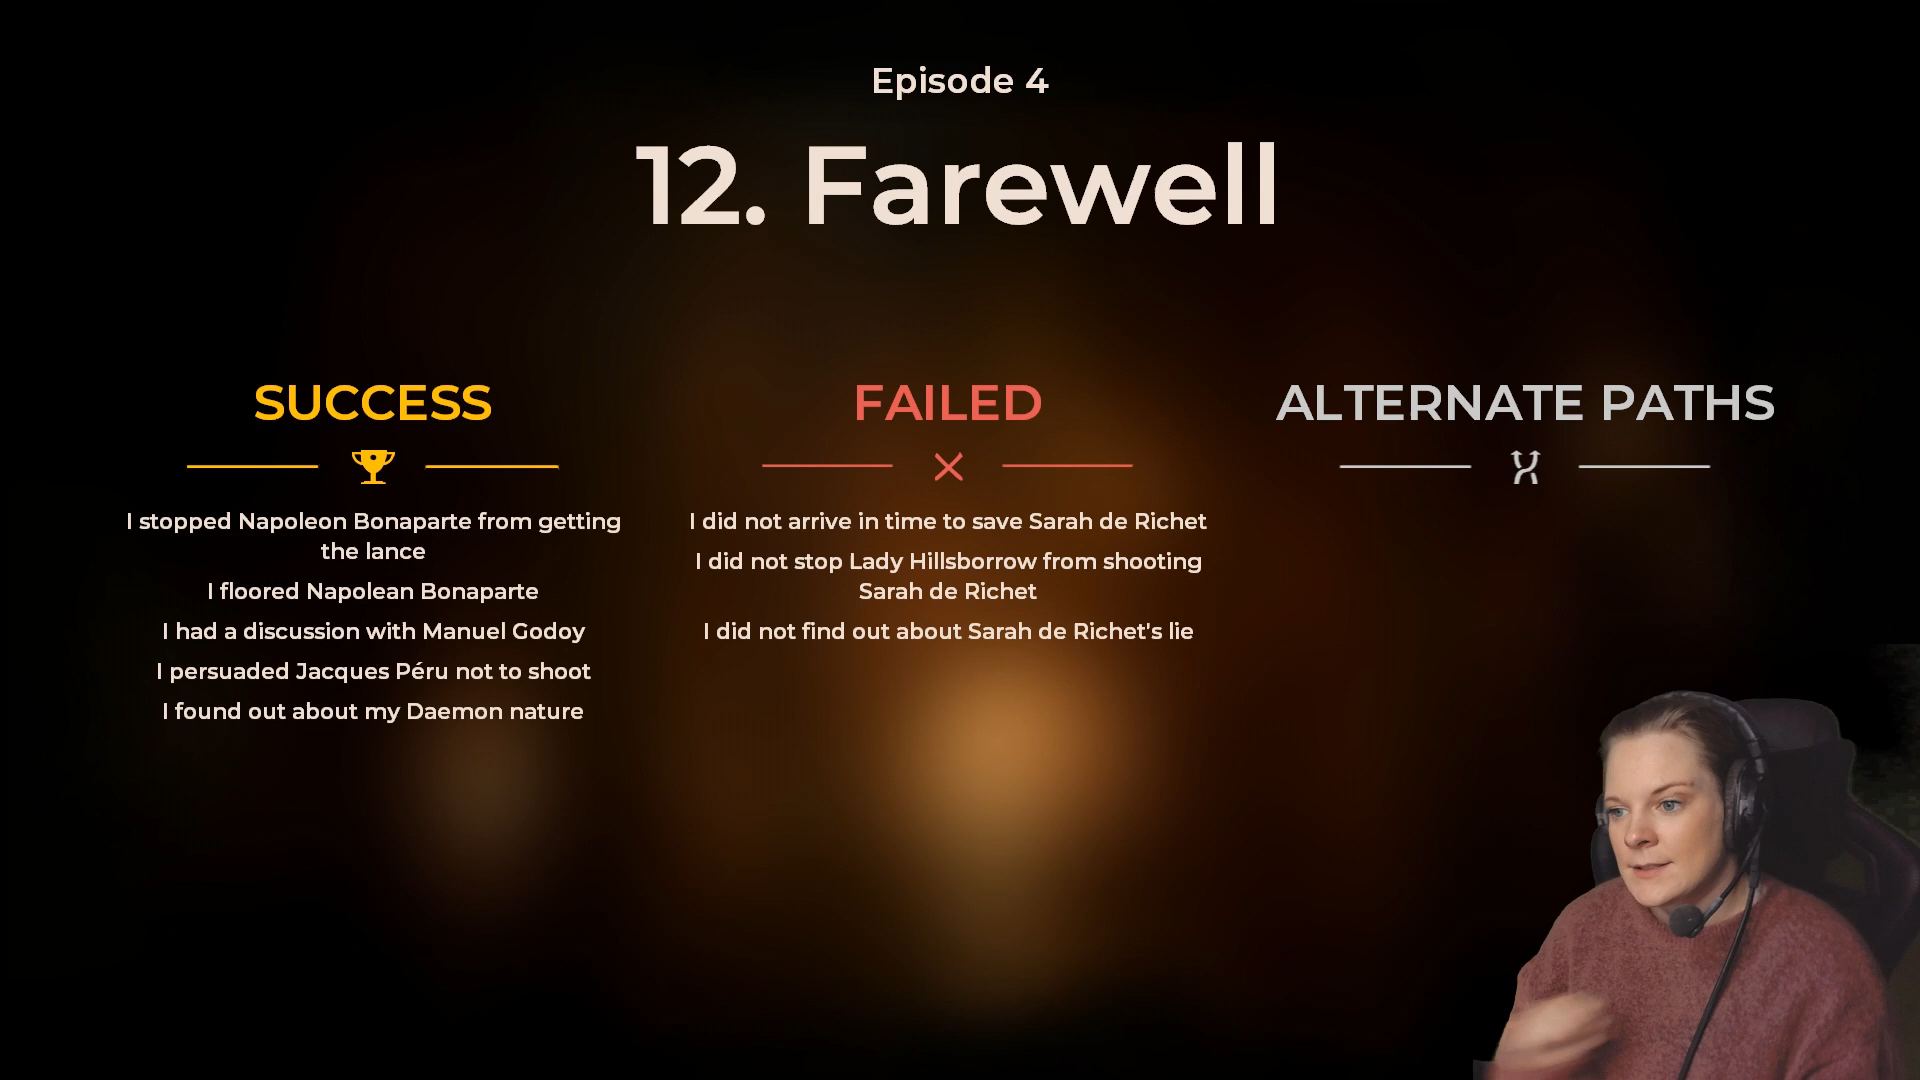 Episode 4
12. Farewell
SUCCESS
I stopped Napoleon Bonaparte from getting
the lance
I floored Napolean Bonaparte
I had a discussion with Manuel Godoy
I persuaded Jacques Péru not to shoot
I found out about my Daemon nature
FAILED
I did not arrive in time to save Sarah de Richet
I did not stop Lady Hillsborrow from shooting
Sarah de Richet
I did not find out about Sarah de Richet's lie
ALTERNATE PATHS